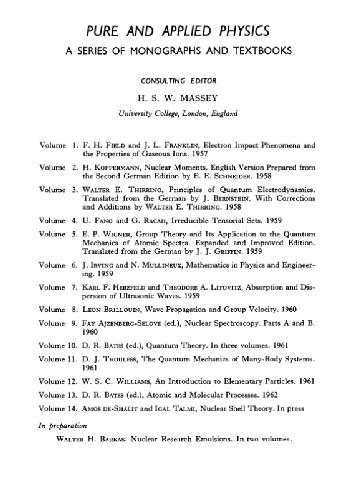 PURE AND APPLIED PHYSICS
A SERIES OF MONOGRAPHS AND TEXTBOOKS
CONSULTING EDITOR
H. S. W. MASSEY
University College, London, England
Volume 1. F. H. FIELD and J. L. FRANKLIN, Electron Impact Phenomena and
the Properties of Gaseous Ions. 1957
Volume 2. H. KOPFERMANN, Nuclear Moments. English Version Prepared from
the Second German Edition by E. E. SCHNEIDER. 1958
Volume 3. WALTER E. THIRRING, Principles of Quantum Electrodynamics.
Translated from the German by J. BERNSTEIN. With Corrections
and Additions by WALTER E. THIRRING. 1958
Volume 4. U. FANO and G. RACAH, Irreducible Tensorial Sets. 1959
Volume 5. E. P. WIGNER, Group Theory and Its Application to the Quantum
Mechanics of Atomic Spectra. Expanded and Improved Edition.
Translated from the German by J. J. GRIFFIN. 1959
Volume 6. J. IRVING and N. MULLINEUX, Mathematics in Physics and Engineer-
ing. 1959
Volume 7. KARL F. HERZFELD and THEODORE A. LITOVITZ, Absorption and Dis-
persion of Ultrasonic Waves. 1959
Volume 8. LEON BRILLOUIN, Wave Propagation and Group Velocity. 1960
Volume 9. FAY AJZENBERG-SELOVE (ed.), Nuclear Spectroscopy. Parts A and B.
1960
Volume 10. D. R. BATES (ed.), Quantum Theory. In three volumes. 1961
Volume 11. D. J. THOULESS, The Quantum Mechanics of Many-Body Systems.
1961
Volume 12. W. S. C. WILLIAMS, An Introduction to Elementary Particles. 1961
Volume 13. D. R. BATES (ed.), Atomic and Molecular Processes. 1962
Volume 14. AMOS DE-SHALIT and IGAL TALMI, Nuclear Shell Theory. In press
In preparation
WALTER H. BARKAS. Nuclear Research Emulsions. In two volumes.